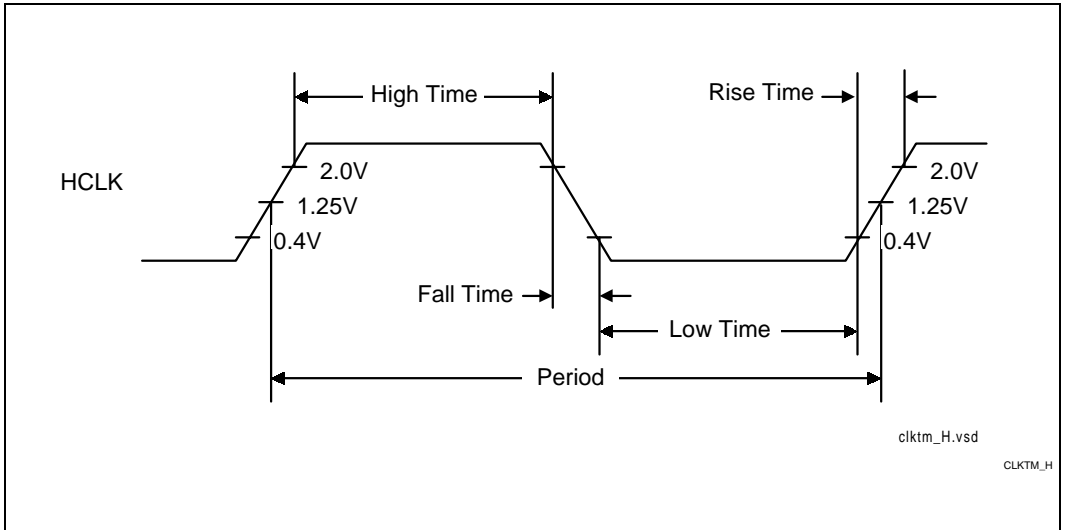 High Time
Rise Time
HCLK
2.0V
2.0V
1.25V
1.25V
0.4V
0.4V
Fall Time
Low Time
Period
clktm_H.vsd
CLKTM_H